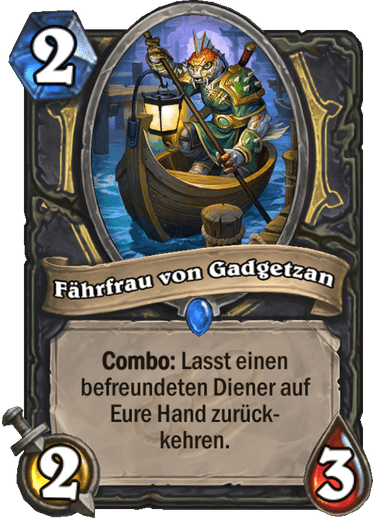 2
Fährfrau von Gadgetzan
Combo: Lasst einen
befreundeten Diener auf
Eure Hand zurück-
kehren.
2
3